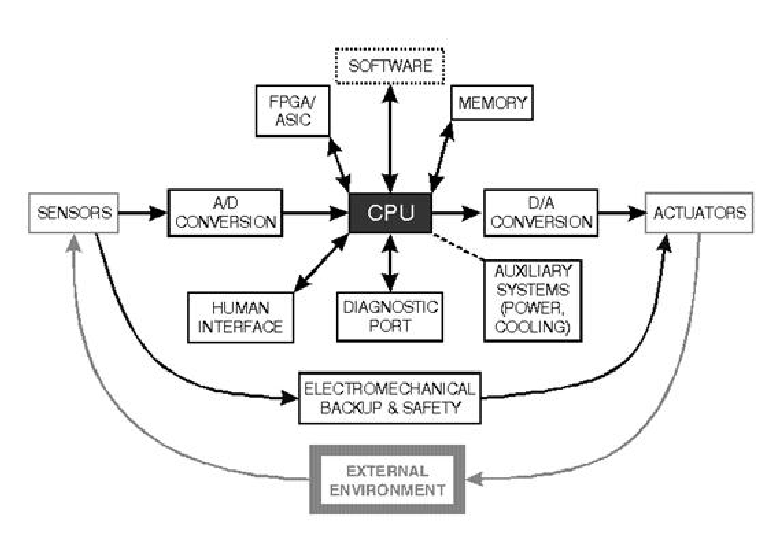 SOFTWARE
FPGA/
ASIC
MEMORY
SENSORS
A/D
CONVERSION
CPU
D/A
CONVERSION
ACTUATORS
HUMAN
INTERFACE
DIAGNOSTIC
PORT
AUXILIARY
SYSTEMS
(POWER,
COOLING)
ELECTROMECHANICAL
BACKUP & SAFETY
EXTERNAL
ENVIRONMENT